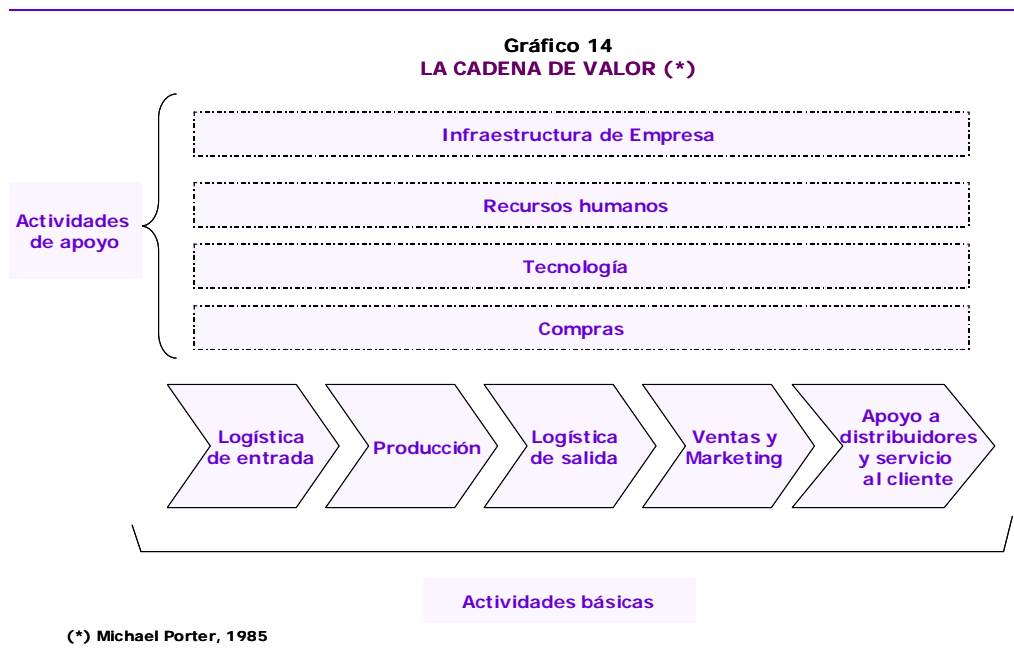 Gráfico 14
LA CADENA DE VALOR (*)
Infraestructura de Empresa
Recursos humanos
Tecnología
Compras
Actividades
de apoyo
Logística
de entrada
Producción
Logística
de salida
Ventas y
Marketing
Apoyo a
distribuidores
y servicio
al cliente
Actividades básicas
(*) Michael Porter, 1985